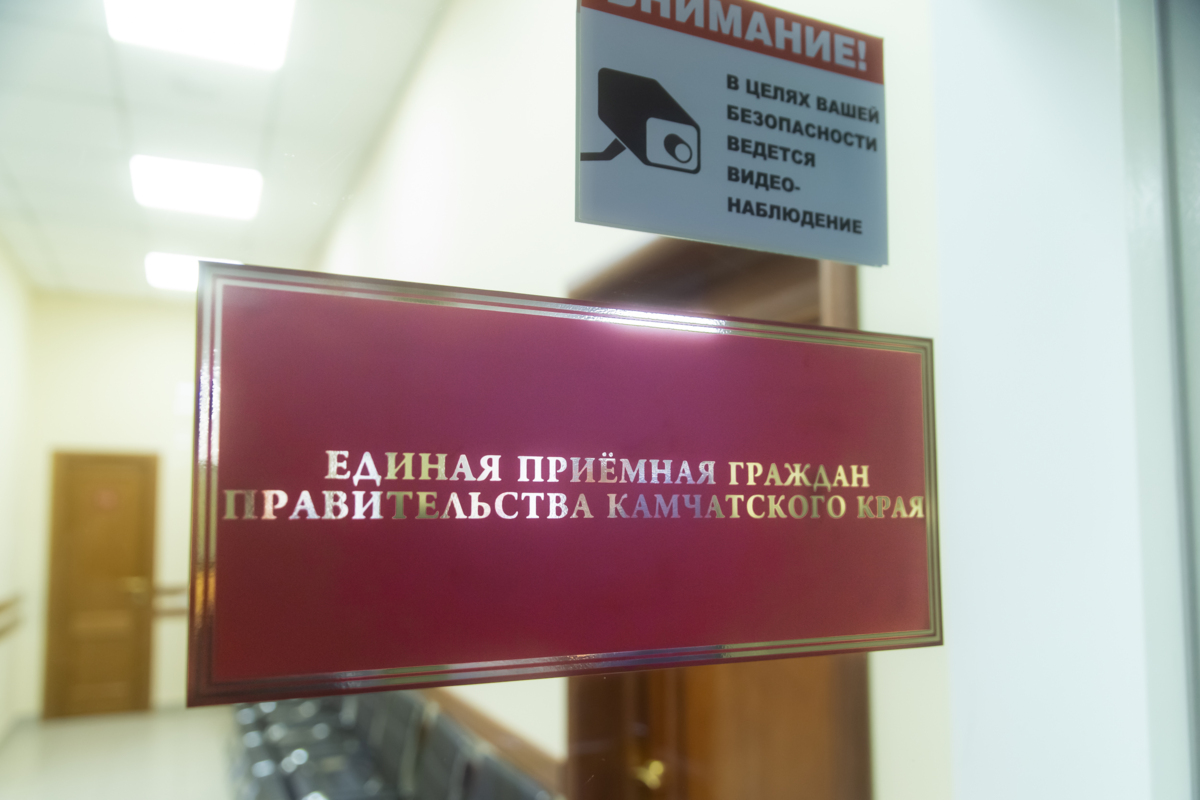 ВНИМАНИЕ!
В ЦЕЛЯХ ВАШЕЙ
БЕЗОПАСНОСТИ
ВЕДЕТСЯ
ВИДЕО-
НАБЛЮДЕНИЕ
ЕДИНАЯ ПРИЁМНАЯ ГРАЖДАН
ПРАВИТЕЛЬСТВА КАМЧАТСКОГО КРАЯ